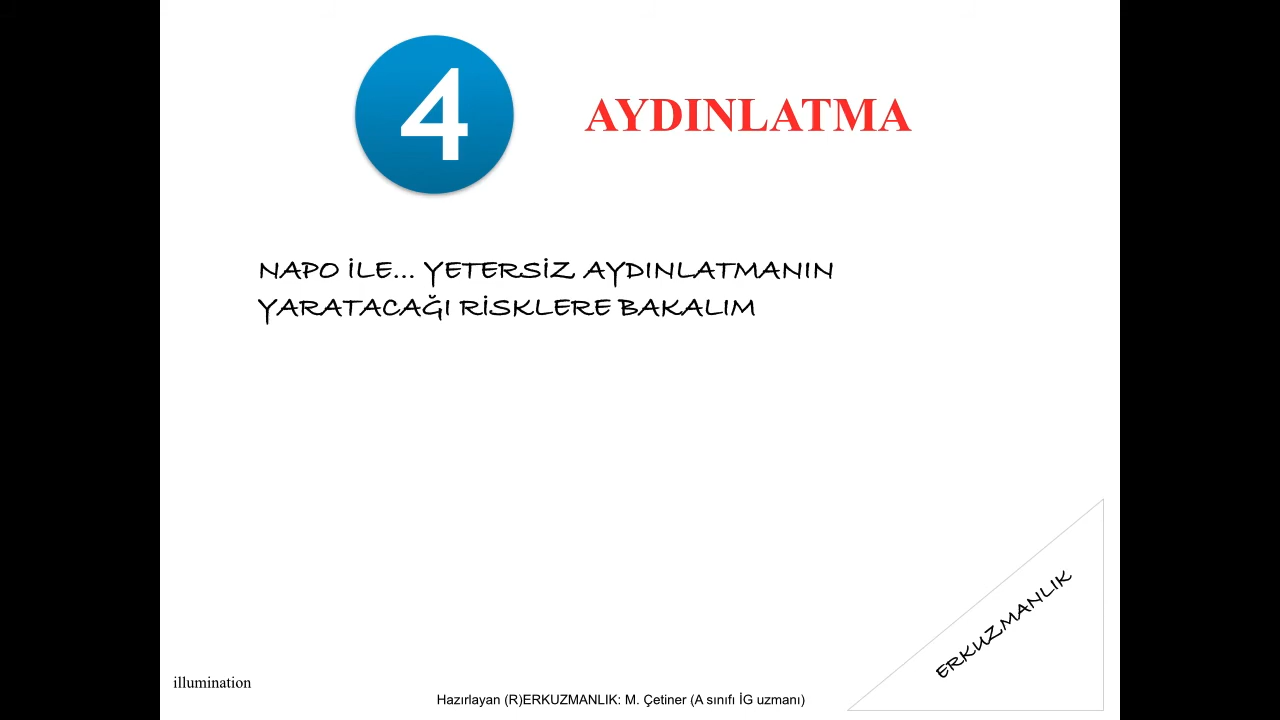 4
AYDINLATMA
NAPO İLE... YETERSİZ AYDINLATMANIN
YARATACAĞI RİSKLERE BAKALIM
ERKUZMANLIK
illumination
Hazırlayan (R)ERKUZMANLIK: M. Çetiner (A sınıfı İG uzmanı)